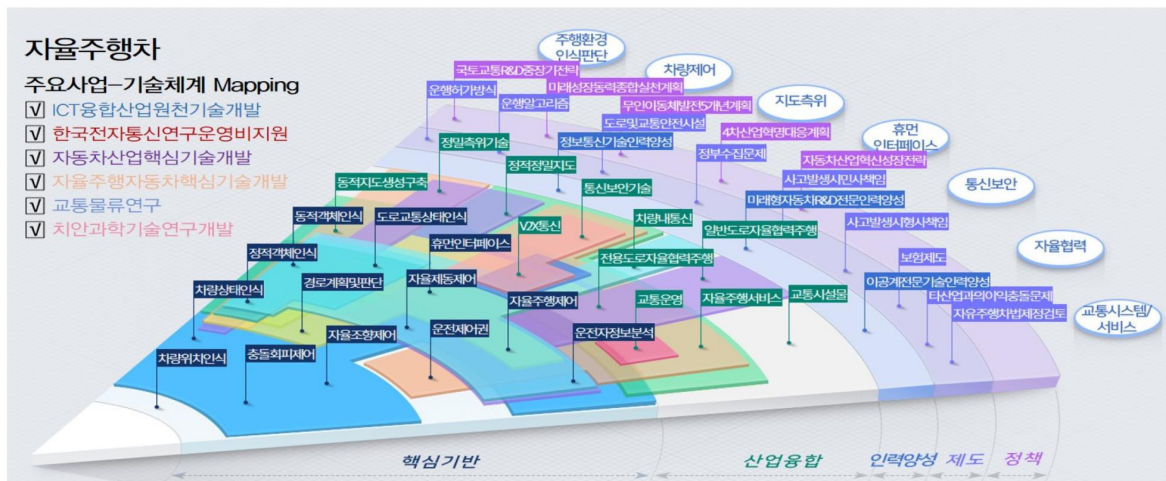 자율주행차
주요사업-기술체계 Mapping
ICT융합산업원천기술개발
한국전자통신연구운영비지원
자동차산업핵심기술개발
자율주행자동차핵심기술개발
교통물류연구
치안과학기술연구개발
주행환경
인식판단
차량제어
지도측위
휴먼
인터페이스
통신보안
자율협력
교통시스템/
서비스
국토교통R&D중장기전략
운행허가방식
미래성장동력종합실천계획
운행알고리즘
무인이동체발전5개년계획
도로및교통안전시설
정밀측위기술
정보통신기술인력양성
4차산업혁명대응계획
정부수집문제
자동차산업혁신성장전략
정적정밀지도
동적지도생성구축
통신보안기술
사고발생시민사책임
미래형자동차R&D전문인력양성
동적객체인식
도로교통상태인식
V2X통신
차량내통신
사고발생시형사책임
일반도로자율협력주행
휴먼인터페이스
정적객체인식
전용도로자율협력주행
보험제도
차량상태인식
경로계획및판단
자율제동제어
이공계전문기술인력양성
자율주행제어
교통운영
자율주행서비스
교통시설물
타산업과의이익충돌문제
자유주행차법제정검토
자율조향제어
운전제어권
운전자정보분석
차량위치인식
충돌회피제어
핵심기반
산업융합
인력양성
제도
정책